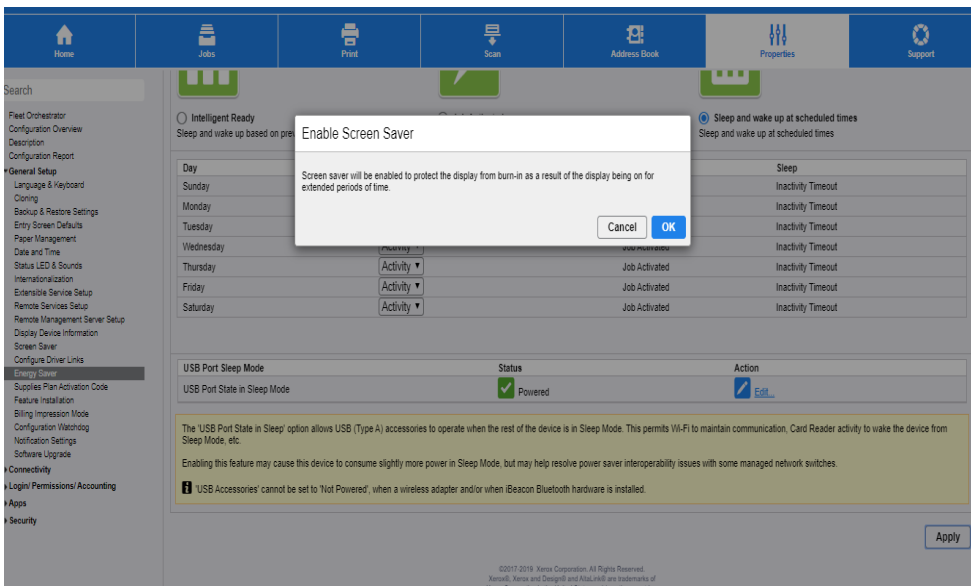 Home
Jobs
Print
Scan
Address Book
Properties
Support
Search
Fleet Orchestrator
Configuration Overview
Description
Configuration Report
General Setup
Language & Keyboard
Cloning
Backup & Restore Settings
Entry Screen Defaults
Paper Management
Date and Time
Status LED & Sounds
Internationalization
Extensible Service Setup
Remote Services Setup
Remote Management Server Setup
Display Device Information
Screen Saver
Configure Driver Links
Energy Saver
Supplies Plan Activation Code
Feature Installation
Billing Impression Mode
Configuration Watchdog
Notification Settings
Software Upgrade
Connectivity
Login/ Permissions/ Accounting
Apps
Security
Intelligent Ready
Sleep and wake up based on
Sleep and wake up at scheduled times
Sleep and wake up at scheduled times
Enable Screen Saver
Screen saver will be enabled to protect the display from burn-in as a result of the display being on for
extended periods of time.
Cancel OK
Day Sleep
Sunday Inactivity Timeout
Monday Inactivity Timeout
Tuesday Inactivity Timeout
Wednesday Activity Job Activated Inactivity Timeout
Thursday Activity Job Activated Inactivity Timeout
Friday Activity Job Activated Inactivity Timeout
Saturday Activity Job Activated Inactivity Timeout
USB Port Sleep Mode Status Action
USB Port State in Sleep Mode Powered Edit...
The 'USB Port State in Sleep' option allows USB (Type A) accessories to operate when the rest of the device is in Sleep Mode. This permits Wi-Fi to maintain communication, Card Reader activity to wake the device from
Sleep Mode, etc.
Enabling this feature may cause this device to consume slightly more power in Sleep Mode, but may help resolve power saver interoperability issues with some managed network switches.
'USB Accessories' cannot be set to 'Not Powered', when a wireless adapter and/or when iBeacon Bluetooth hardware is installed.
Apply
©2017-2019 Xerox Corporation. All Rights Reserved.
Xerox®, Xerox and Design® and AltaLink® are trademarks of